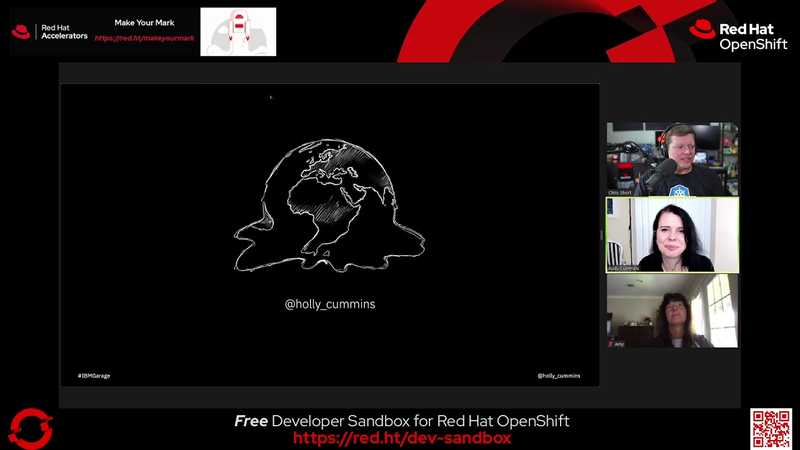 Red Hat
Accelerators
Make Your Mark
https://red.ht/makeyourmark
Red Hat
OpenShift
Chris Short
@holly_cummins
Holly Cummins
Amy
#IBMGarage
@holly_cummins
Free Developer Sandbox for Red Hat OpenShift
https://red.ht/dev-sandbox